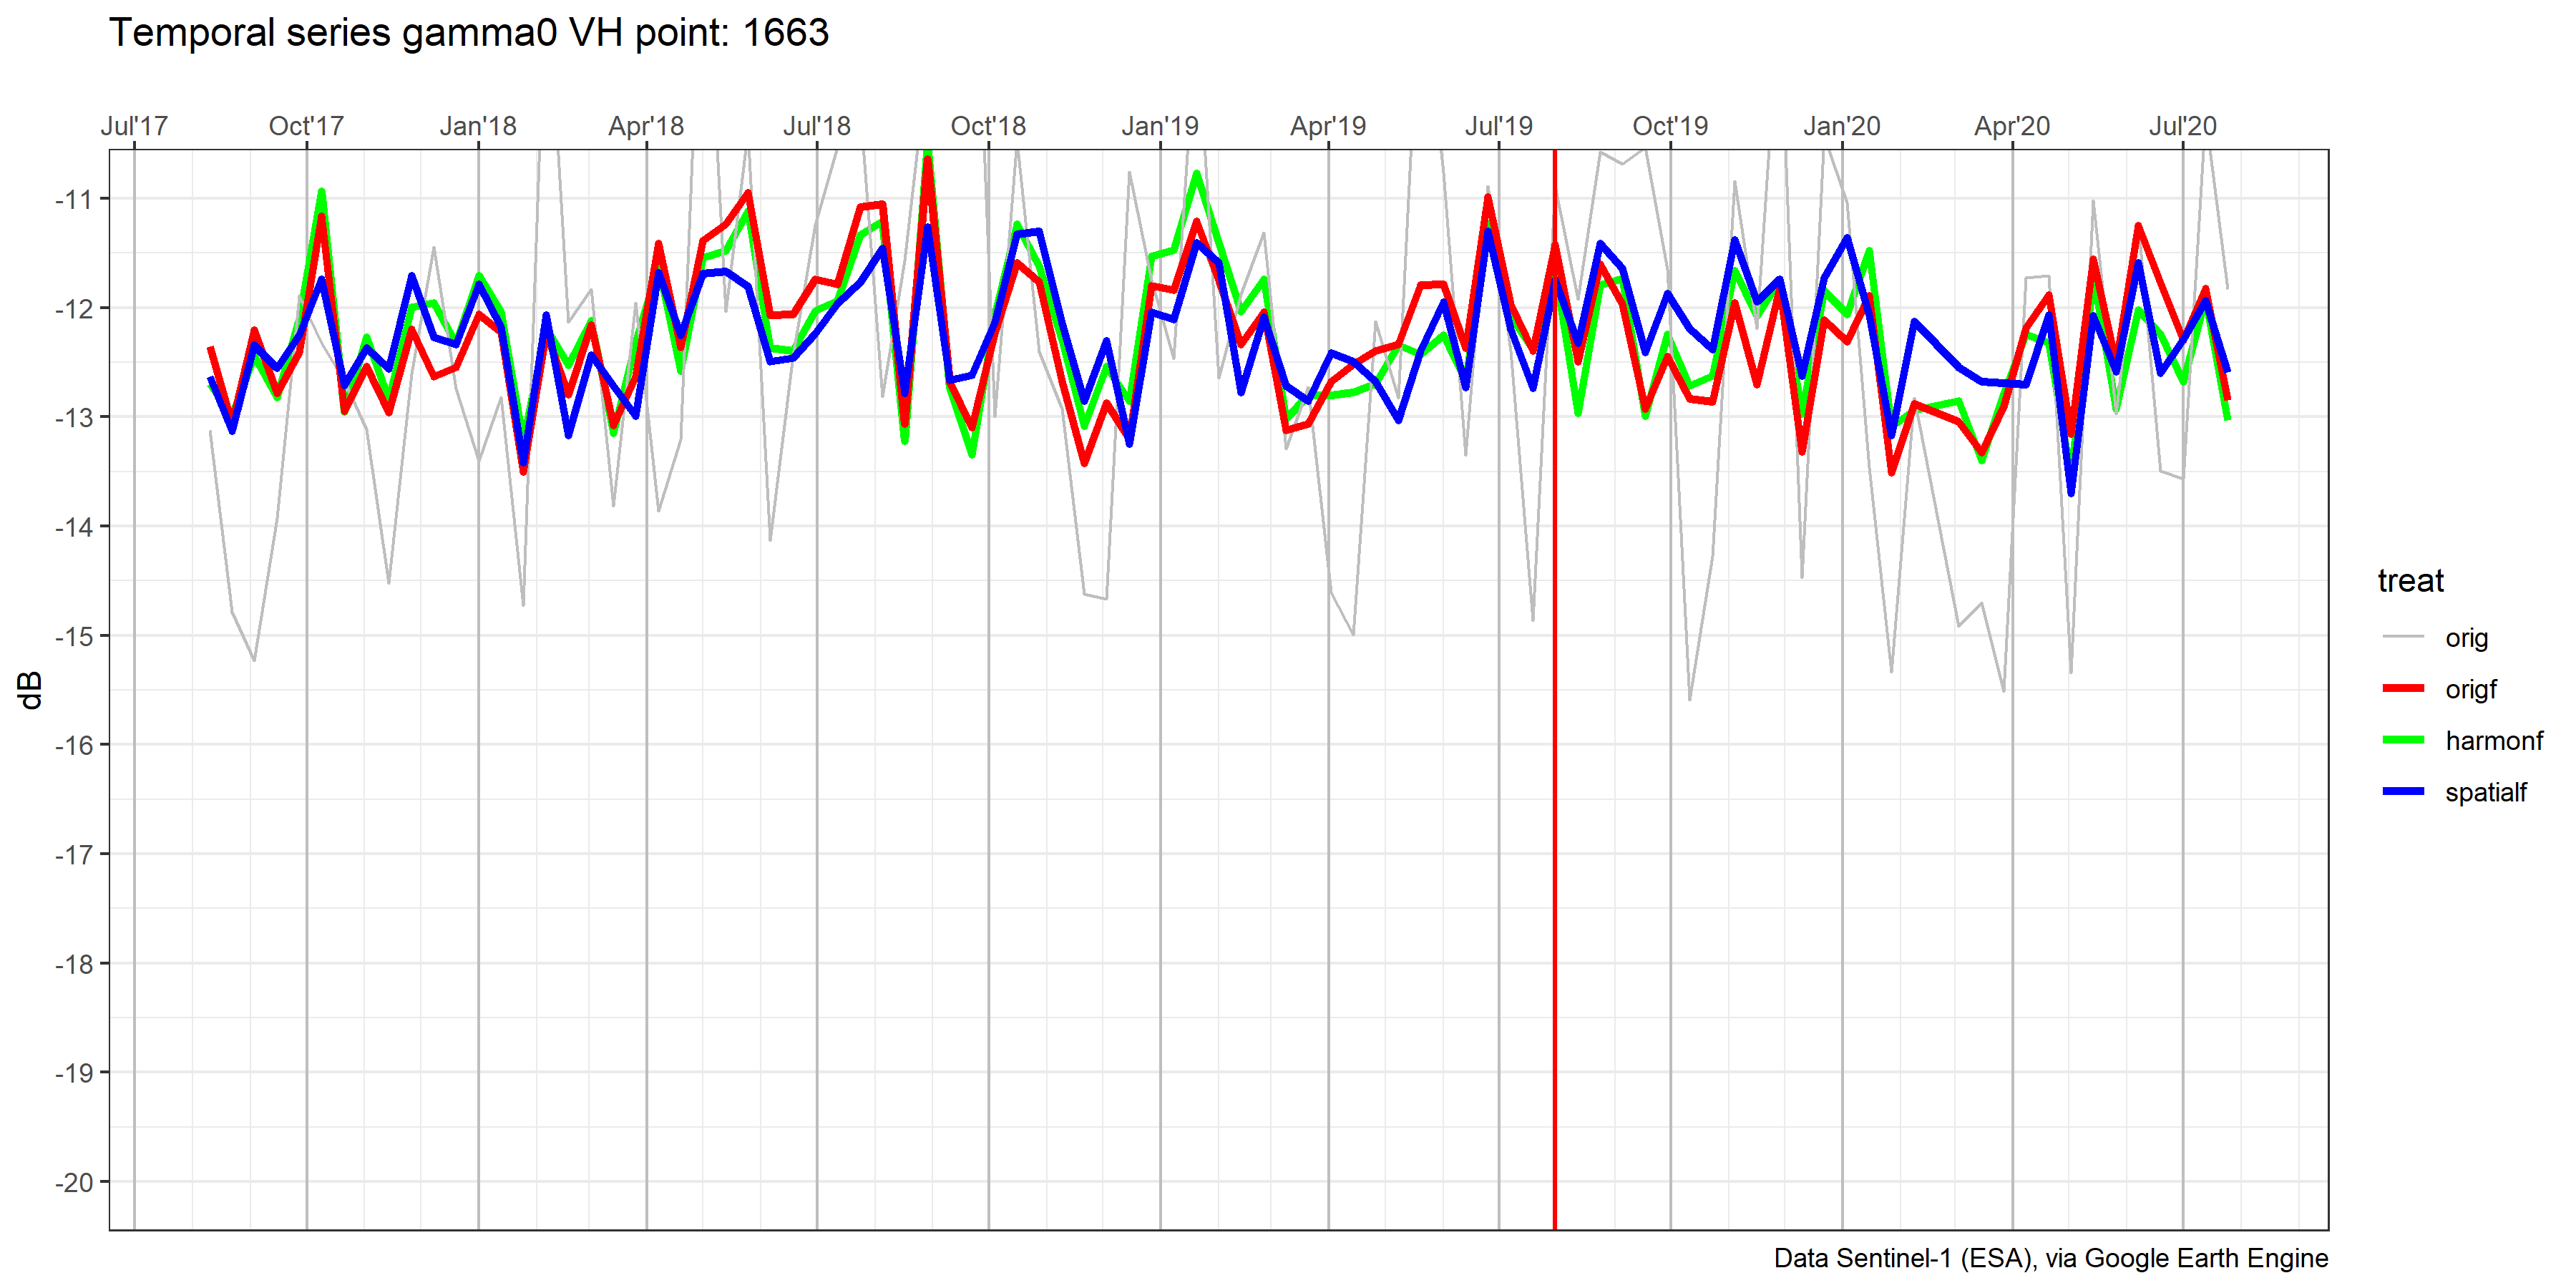 Temporal series gamma0 VH point: 1663
Jul'17 Oct'17 Jan'18 Apr'18 Jul'18 Oct'18 Jan'19 Apr'19 Jul'19 Oct'19 Jan'20 Apr'20 Jul'20
-11
-12
-13
-14
-15
-16
-17
-18
-19
-20
dB
treat
orig
origf
harmonf
spatialf
Data Sentinel-1 (ESA), via Google Earth Engine